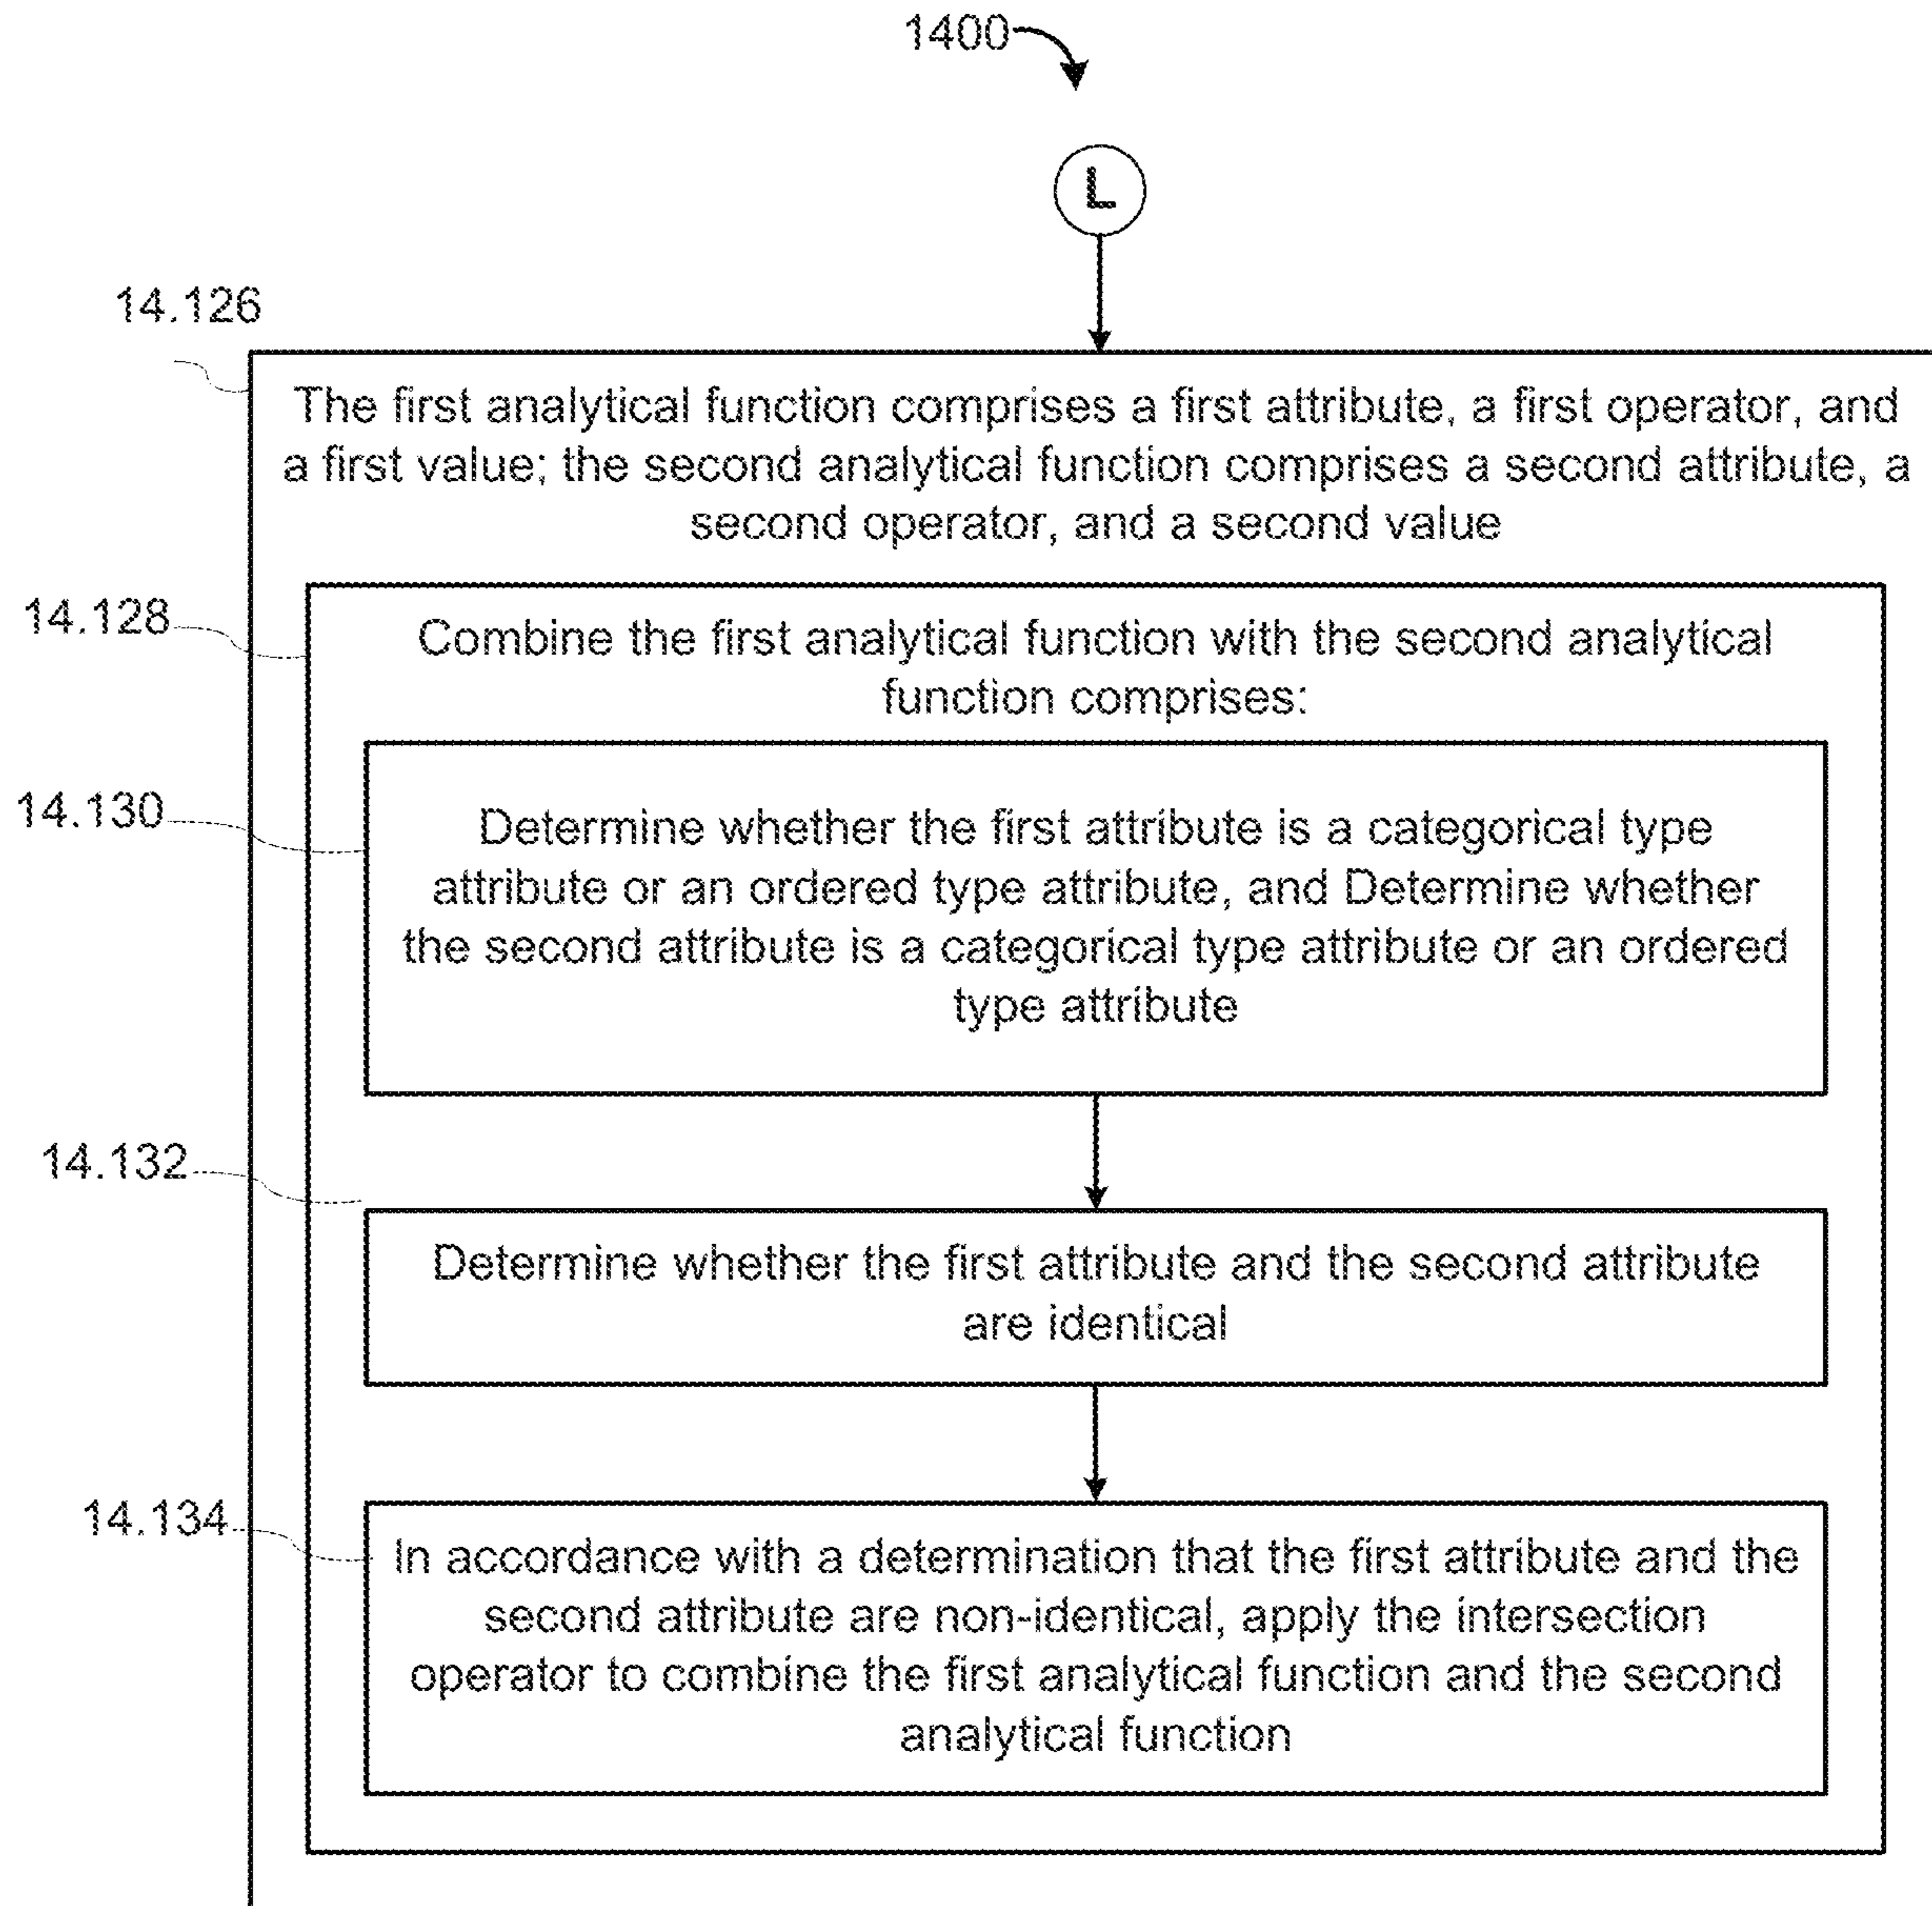 1400
L
14.126
The first analytical function comprises a first attribute, a first operator, and
a first value; the second analytical function comprises a second attribute, a
second operator, and a second value
14.128
Combine the first analytical function with the second analytical
function comprises:
14.130
Determine whether the first attribute is a categorical type
attribute or an ordered type attribute, and Determine whether
the second attribute is a categorical type attribute or an ordered
type attribute
14.132
Determine whether the first attribute and the second attribute
are identical
14.134
In accordance with a determination that the first attribute and the
second attribute are non-identical, apply the intersection
operator to combine the first analytical function and the second
analytical function